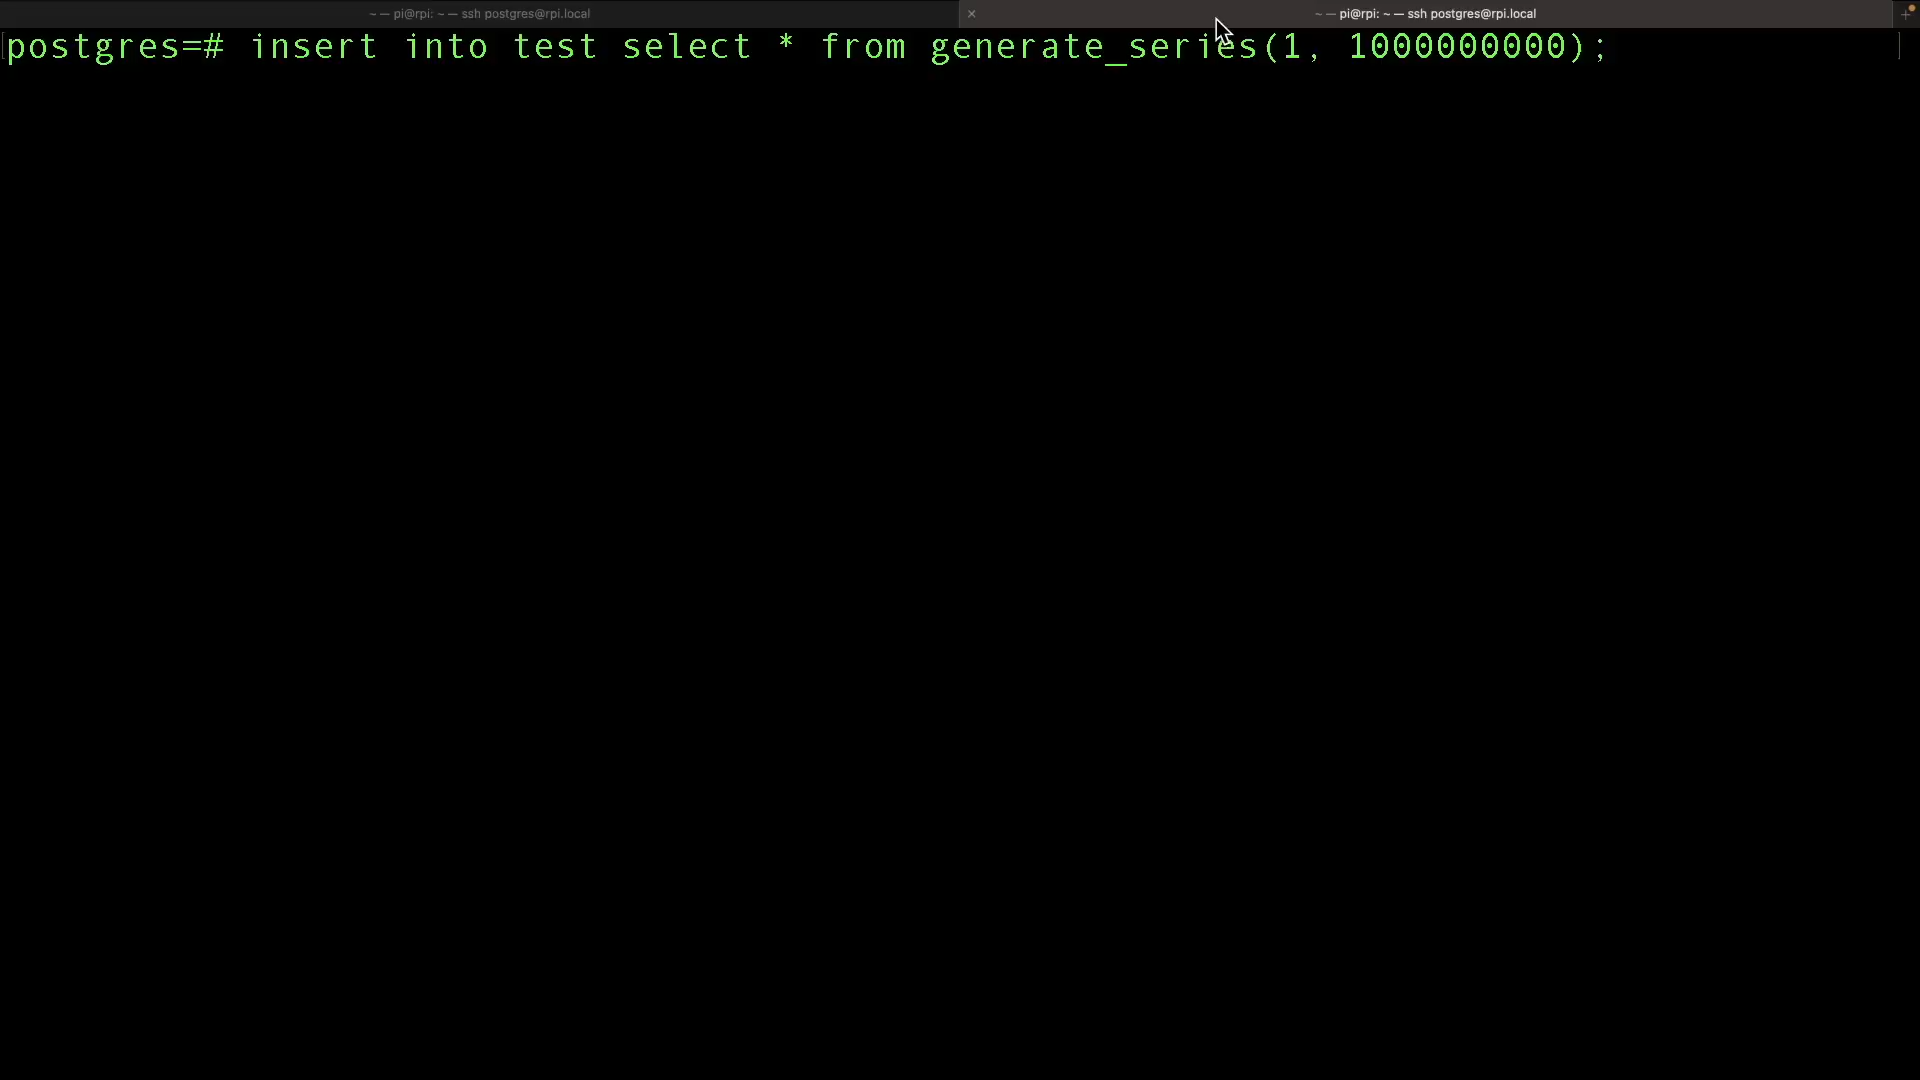 ~ — pi@rpi: ~ — ssh postgres@rpi.local
~ — pi@rpi: ~ — ssh postgres@rpi.local
postgres=# insert into test select * from generate_series(1, 1000000000);